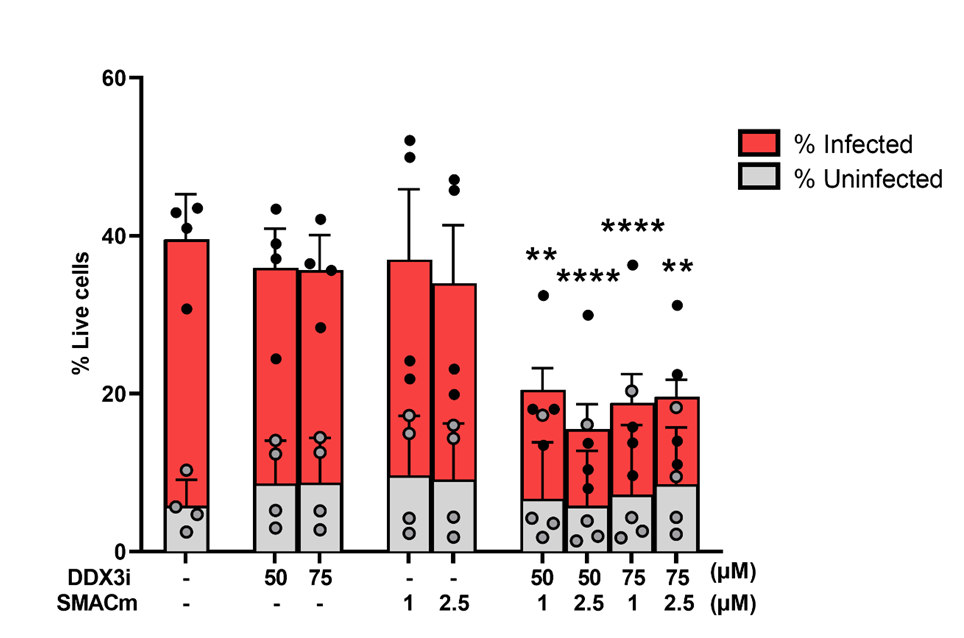 60
% Infected
% Uninfected
****
40
**
**
****
% Live cells
20
0
DDX3i - 50 75 - - 50 50 75 75 (µM)
SMACm - - - 1 2.5 1 2.5 1 2.5 (µM)